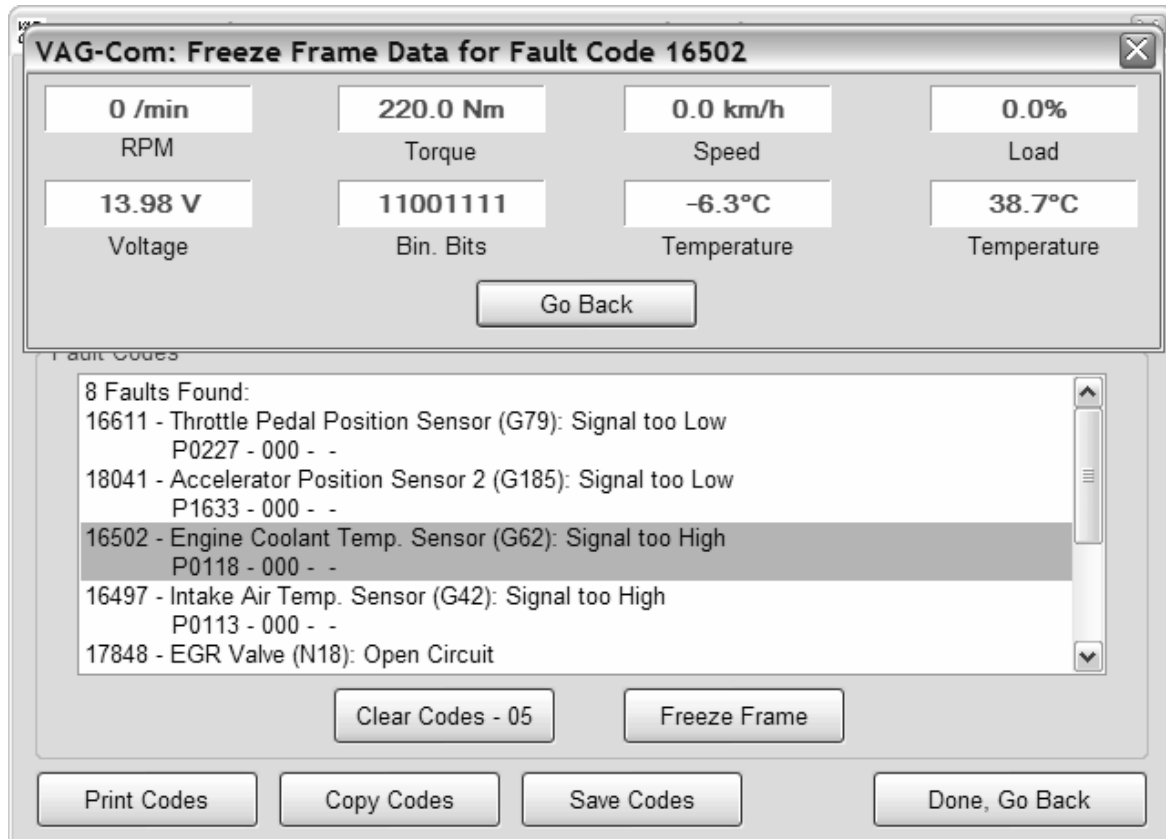 VAG-Com: Freeze Frame Data for Fault Code 16502
0 /min 220.0 Nm 0.0 km/h 0.0%
RPM Torque Speed Load
13.98 V 11001111 -6.3°C 38.7°C
Voltage Bin. Bits Temperature Temperature
Go Back
Fault Codes
8 Faults Found:
16611 - Throttle Pedal Position Sensor (G79): Signal too Low
P0227 - 000 - -
18041 - Accelerator Position Sensor 2 (G185): Signal too Low
P1633 - 000 - -
16502 - Engine Coolant Temp. Sensor (G62): Signal too High
P0118 - 000 - -
16497 - Intake Air Temp. Sensor (G42): Signal too High
P0113 - 000 - -
17848 - EGR Valve (N18): Open Circuit
Clear Codes - 05 Freeze Frame
Print Codes Copy Codes Save Codes Done, Go Back